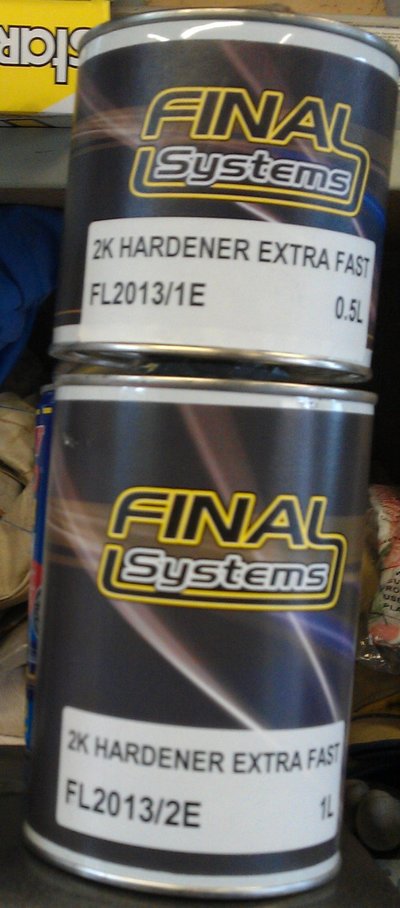 star
FINAL
Systems
2K HARDENER EXTRA FAST
FL2013/1E
0.5L
FINAL
Systems
2K HARDENER EXTRA FAST
FL2013/2E
1L